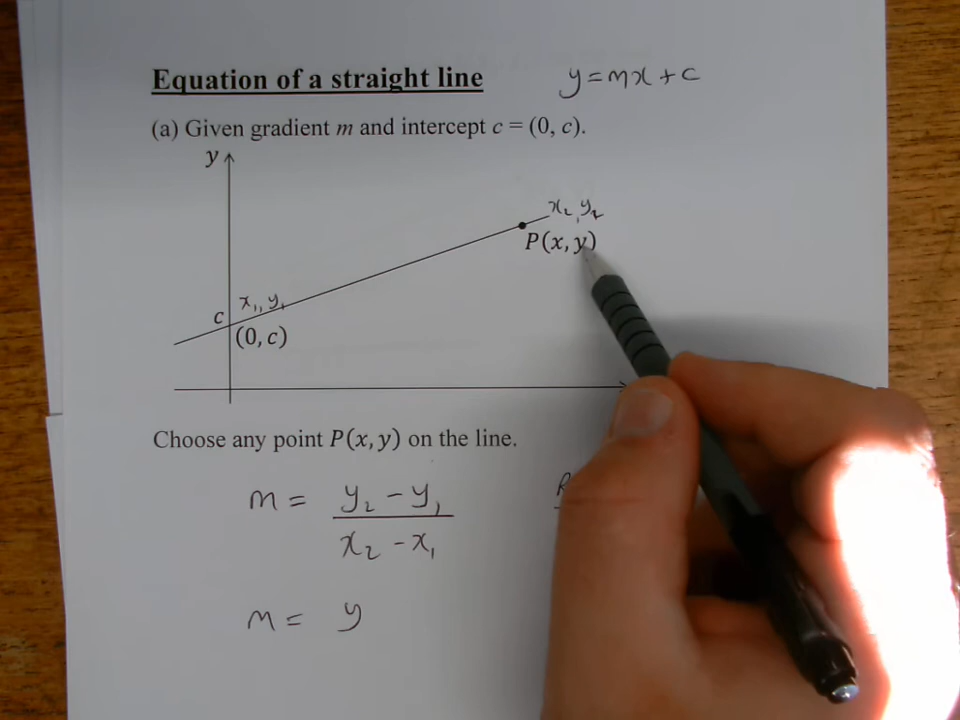 Equation of a straight line y = mx + c
(a) Given gradient m and intercept c = (0, c).
y
x₂, y₂
P(x, y)
x₁, y₁
c
(0, c)
Choose any point P(x, y) on the line.
m = y₂ - y₁
x₂ - x₁
m = y